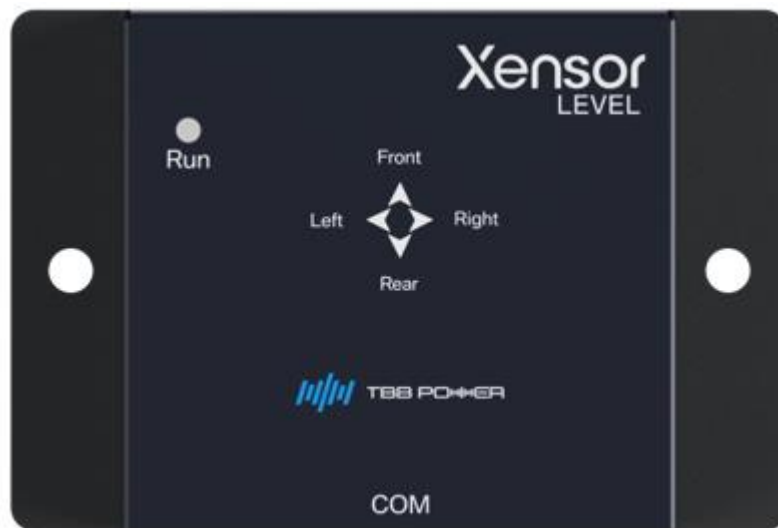 Xensor
LEVEL
Run
Front
Left
Right
Rear
TBB POWER
COM